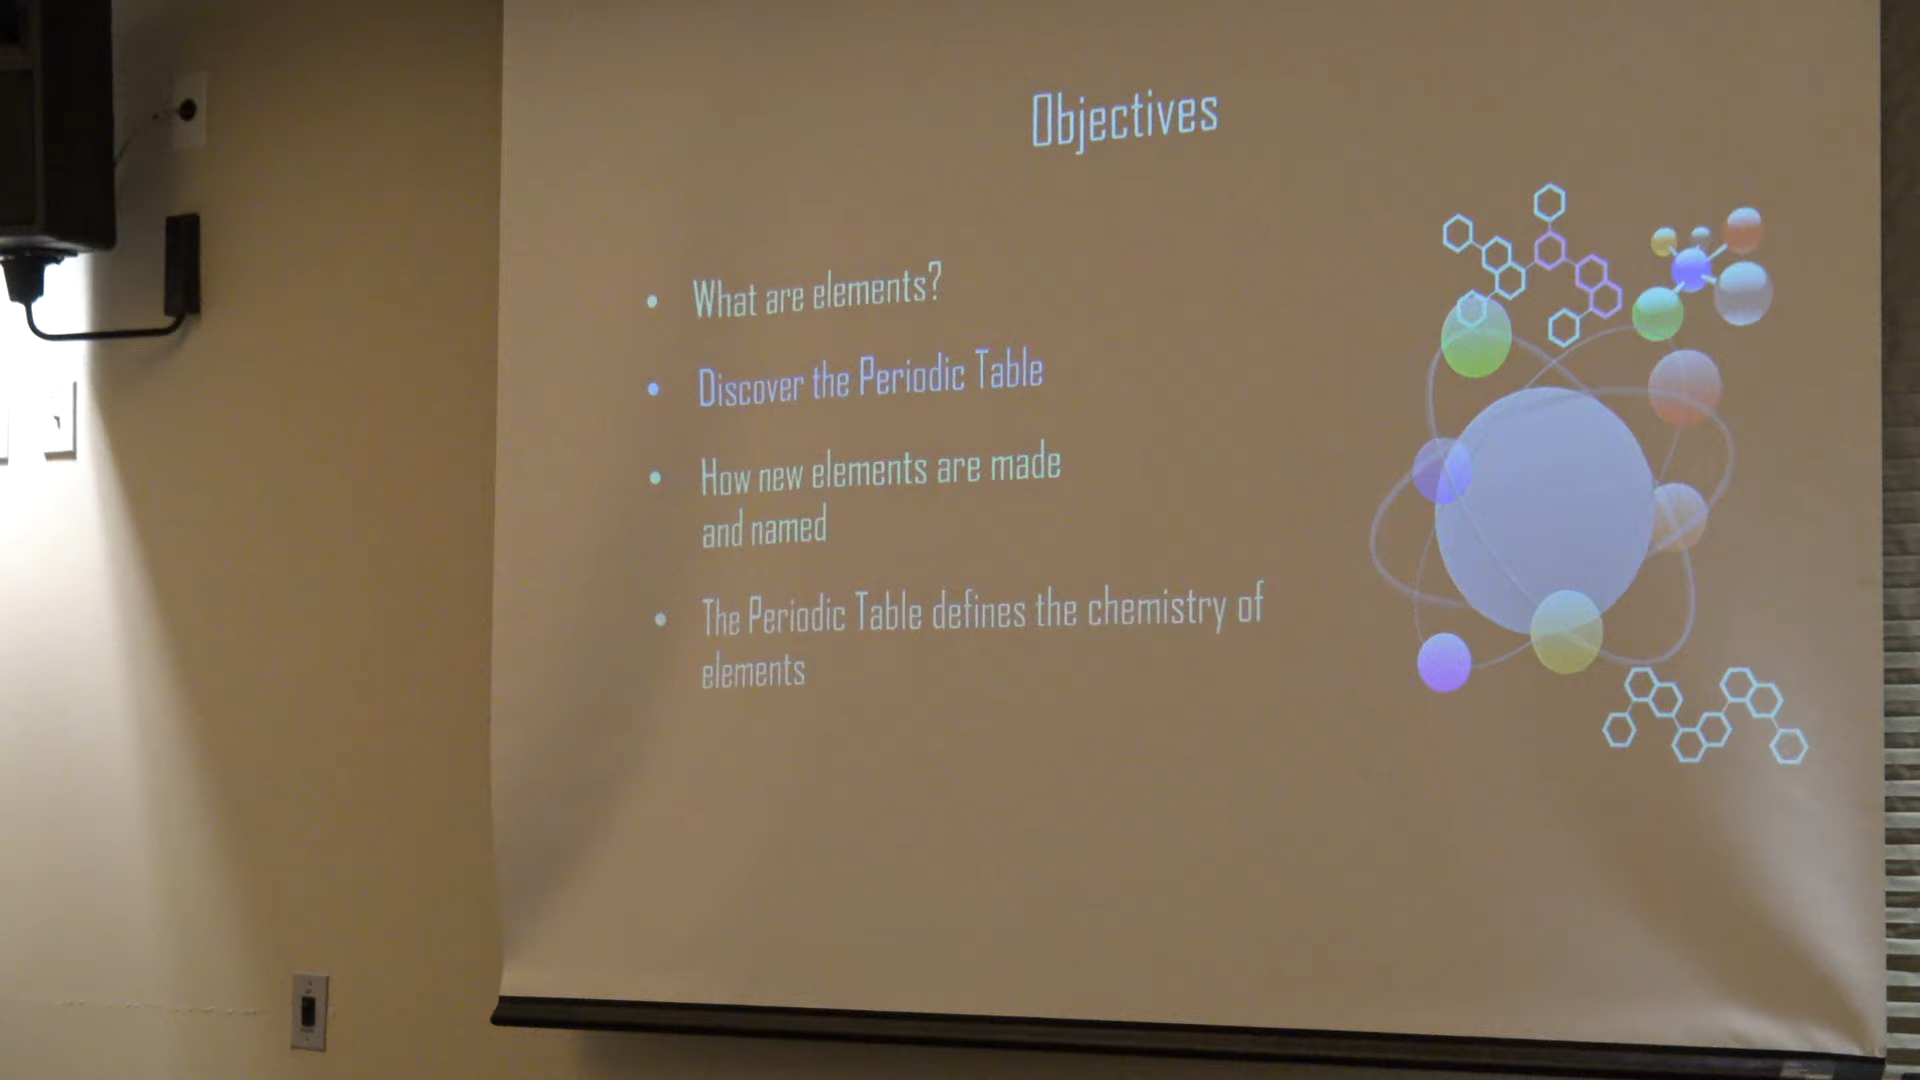 Objectives
• What are elements?
• Discover the Periodic Table
• How new elements are made
and named
• The Periodic Table defines the chemistry of
elements